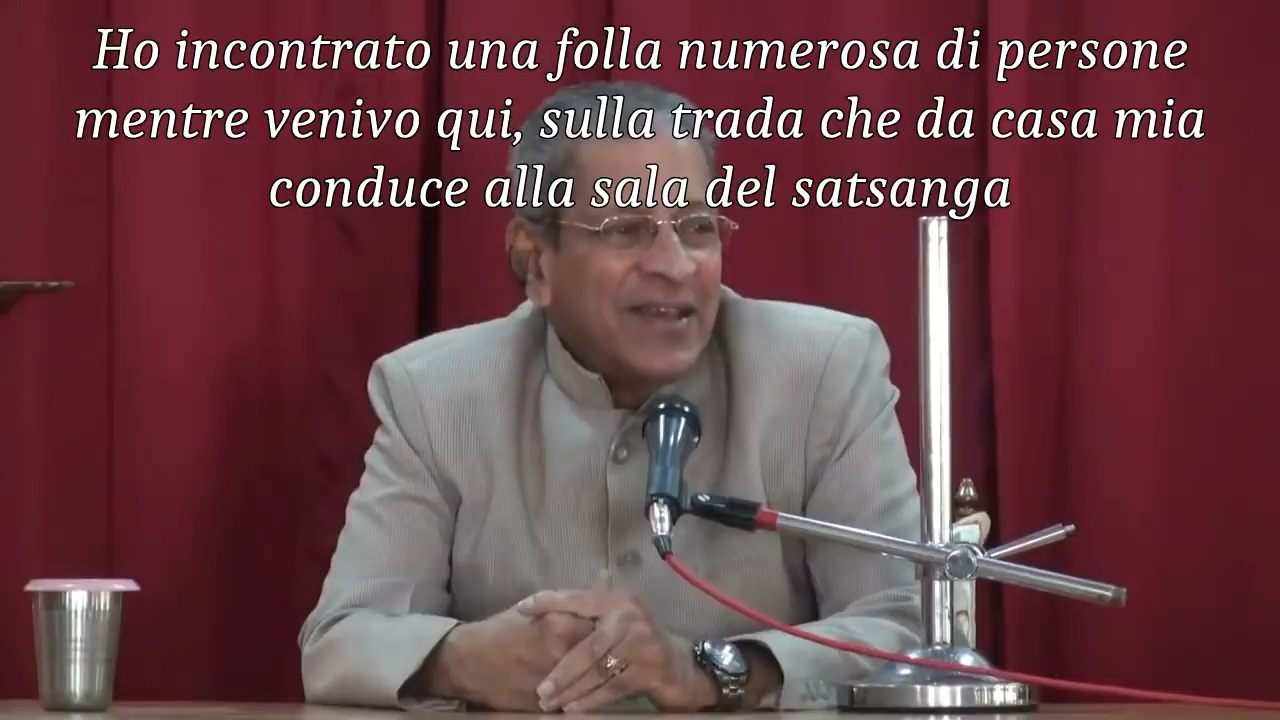 Ho incontrato una folla numerosa di persone
mentre venivo qui, sulla trada che da casa mia
conduce alla sala del satsanga